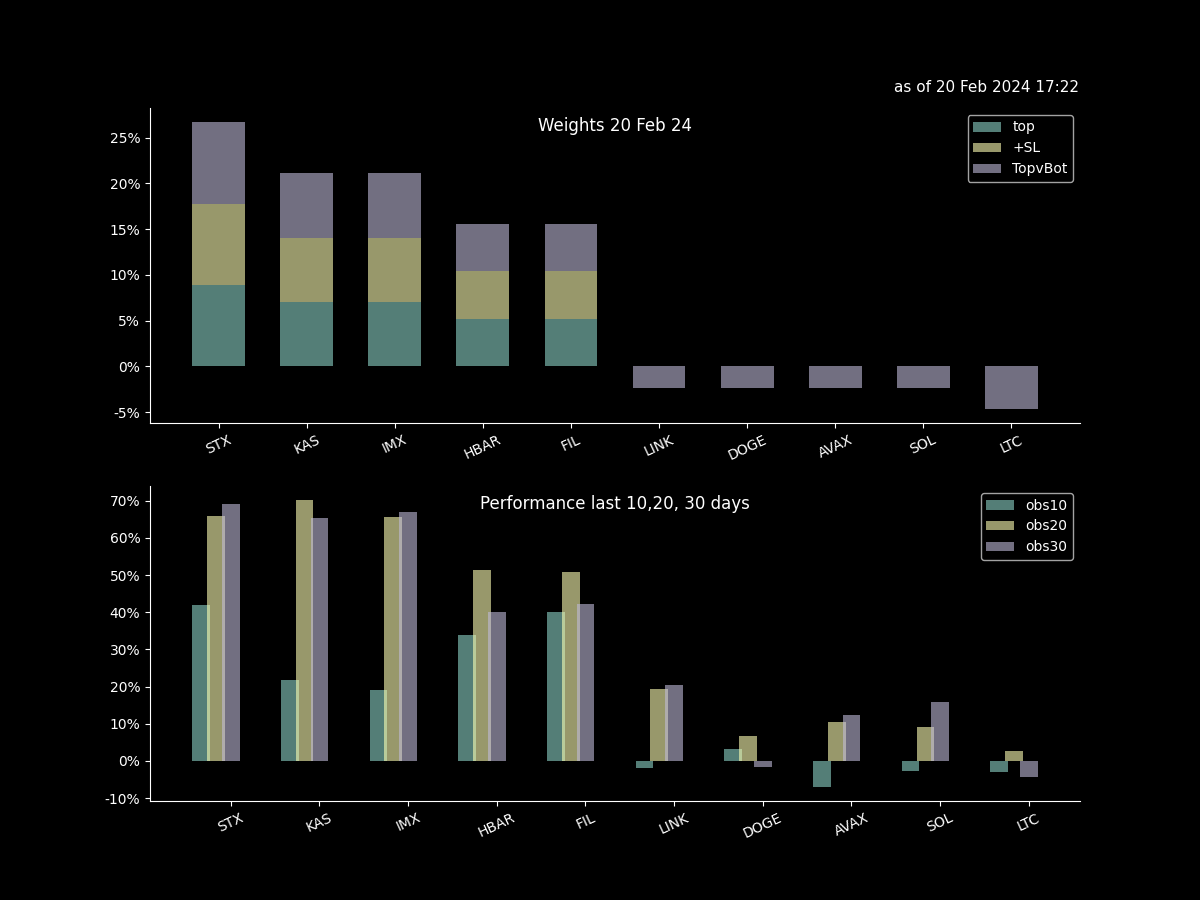 as of 20 Feb 2024 17:22
Weights 20 Feb 24
top
+SL
TopvBot
25%
20%
15%
10%
5%
0%
-5%
STX KAS IMX HBAR FIL LINK DOGE AVAX SOL LTC
Performance last 10,20, 30 days
obs10
obs20
obs30
70%
60%
50%
40%
30%
20%
10%
0%
-10%
STX KAS IMX HBAR FIL LINK DOGE AVAX SOL LTC